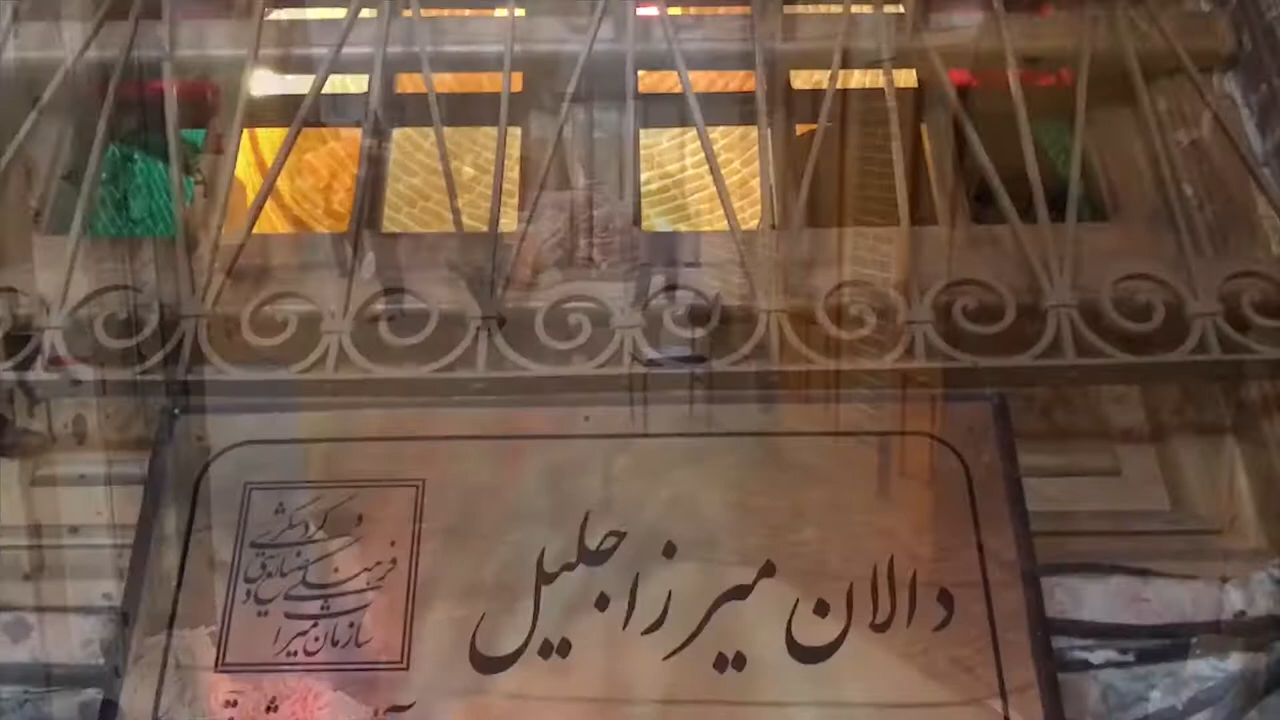 دالان میرزا جلیل
سازمان میراث
فرهنگی صنایع دستی
و گردشگری